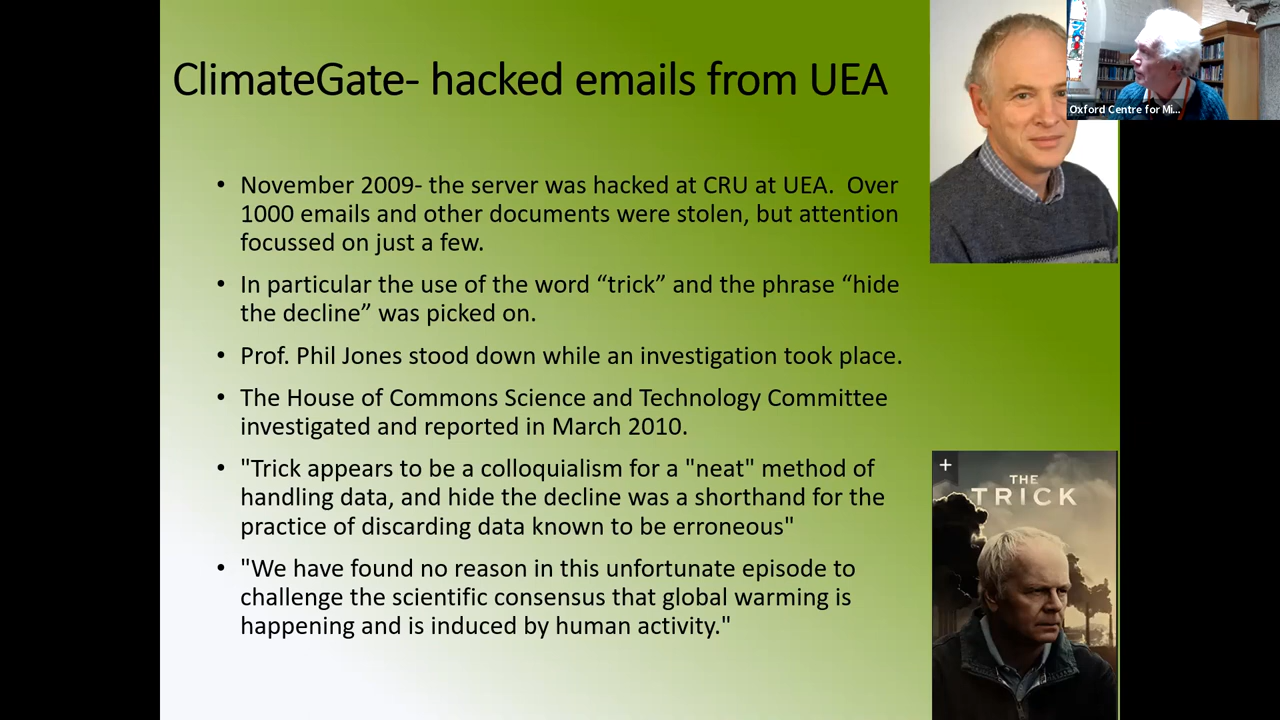 ClimateGate- hacked emails from UEA
• November 2009- the server was hacked at CRU at UEA.  Over
1000 emails and other documents were stolen, but attention
focussed on just a few.
• In particular the use of the word “trick” and the phrase “hide
the decline” was picked on.
• Prof. Phil Jones stood down while an investigation took place.
• The House of Commons Science and Technology Committee
investigated and reported in March 2010.
• "Trick appears to be a colloquialism for a "neat" method of
handling data, and hide the decline was a shorthand for the
practice of discarding data known to be erroneous"
• "We have found no reason in this unfortunate episode to
challenge the scientific consensus that global warming is
happening and is induced by human activity."
Oxford Centre for Mi...
+
THE
TRICK